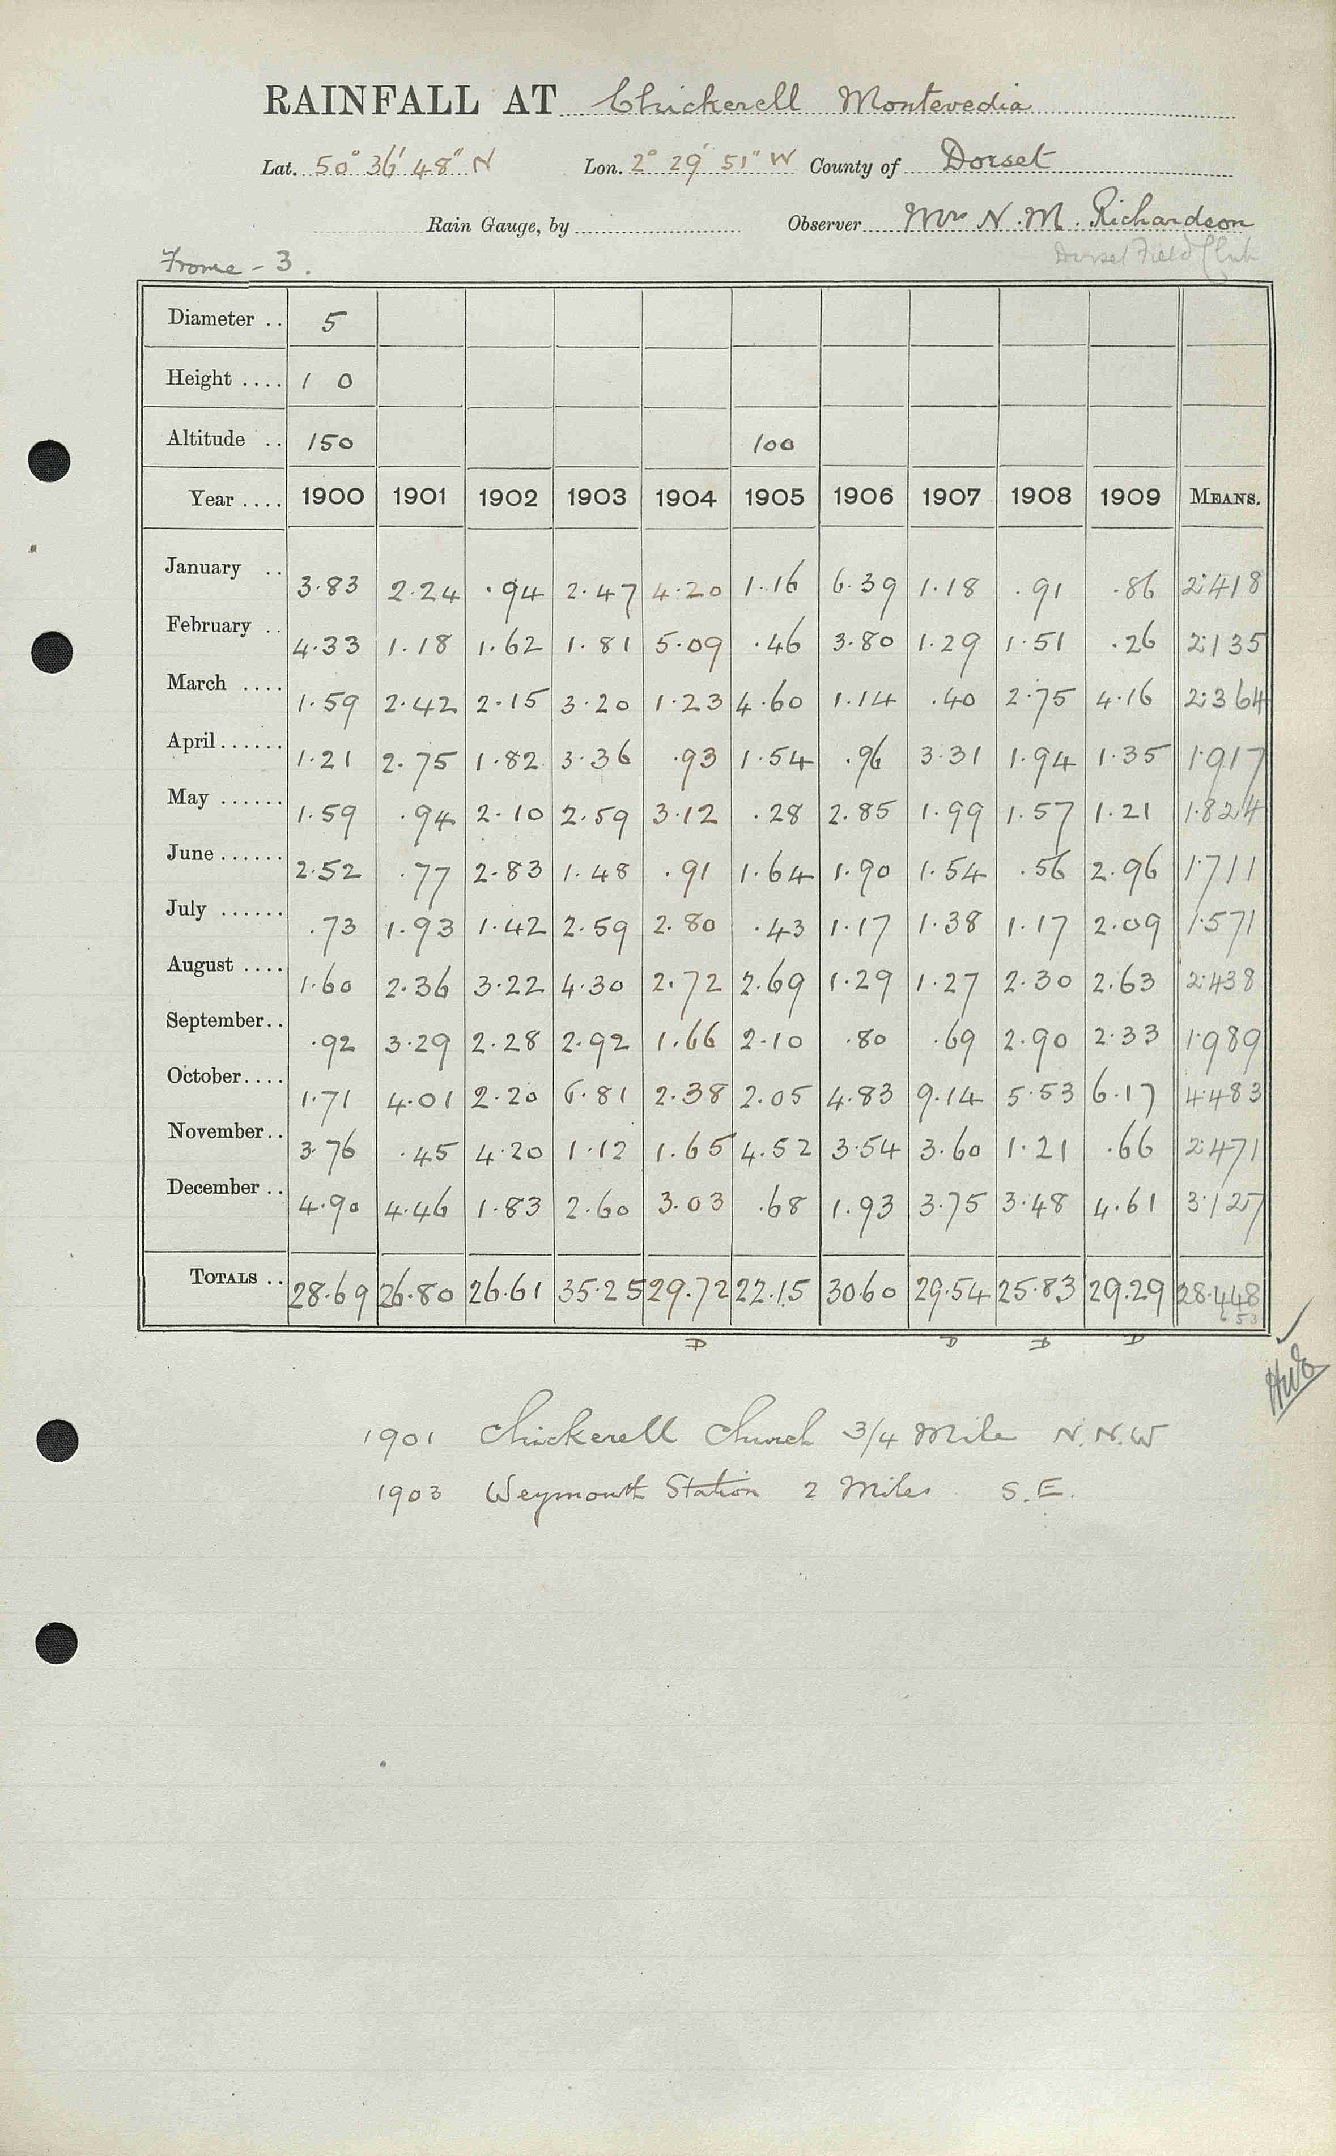 RAINFALL AT Chickerell Montevedia
Lat. 50° 36' 48" N Lon. 2° 29' 51" W County of Dorset
Rain Gauge, by Observer Mr N. M. Richardson
Frome - 3. Dorset Field Club
Diameter .. 5
Height .... 1 0
Altitude .. 150 100
Year .... 1900 1901 1902 1903 1904 1905 1906 1907 1908 1909 MEANS.
January .. 3.83 2.24 .94 2.47 4.20 1.16 6.39 1.18 .91 .86 2.418
February .. 4.33 1.18 1.62 1.81 5.09 .46 3.80 1.29 1.51 .26 2.135
March .... 1.59 2.42 2.15 3.20 1.23 4.60 1.14 .40 2.75 4.16 2.364
April...... 1.21 2.75 1.82 3.36 .93 1.54 .96 3.31 1.94 1.35 1.917
May ...... 1.59 .94 2.10 2.59 3.12 .28 2.85 1.99 1.57 1.21 1.824
June...... 2.52 .77 2.83 1.48 .91 1.64 1.90 1.54 .56 2.96 1.711
July ...... .73 1.93 1.42 2.59 2.80 .43 1.17 1.38 1.17 2.09 1.571
August .... 1.60 2.36 3.22 4.30 2.72 2.69 1.29 1.27 2.30 2.63 2.438
September.. .92 3.29 2.28 2.92 1.66 2.10 .80 .69 2.90 2.33 1.989
October.... 1.71 4.01 2.20 6.81 2.38 2.05 4.83 9.14 5.53 6.17 4.483
November.. 3.76 .45 4.20 1.12 1.65 4.52 3.54 3.60 1.21 .66 2.471
December .. 4.90 4.46 1.83 2.60 3.03 .68 1.93 3.75 3.48 4.61 3.127
TOTALS .. 28.69 26.80 26.61 35.25 29.72 22.15 30.60 29.54 25.83 29.29 28.448
D D D D
1901 Chickerell Church 3/4 Mile N.N.W
1903 Weymouth Station 2 Miles S.E.